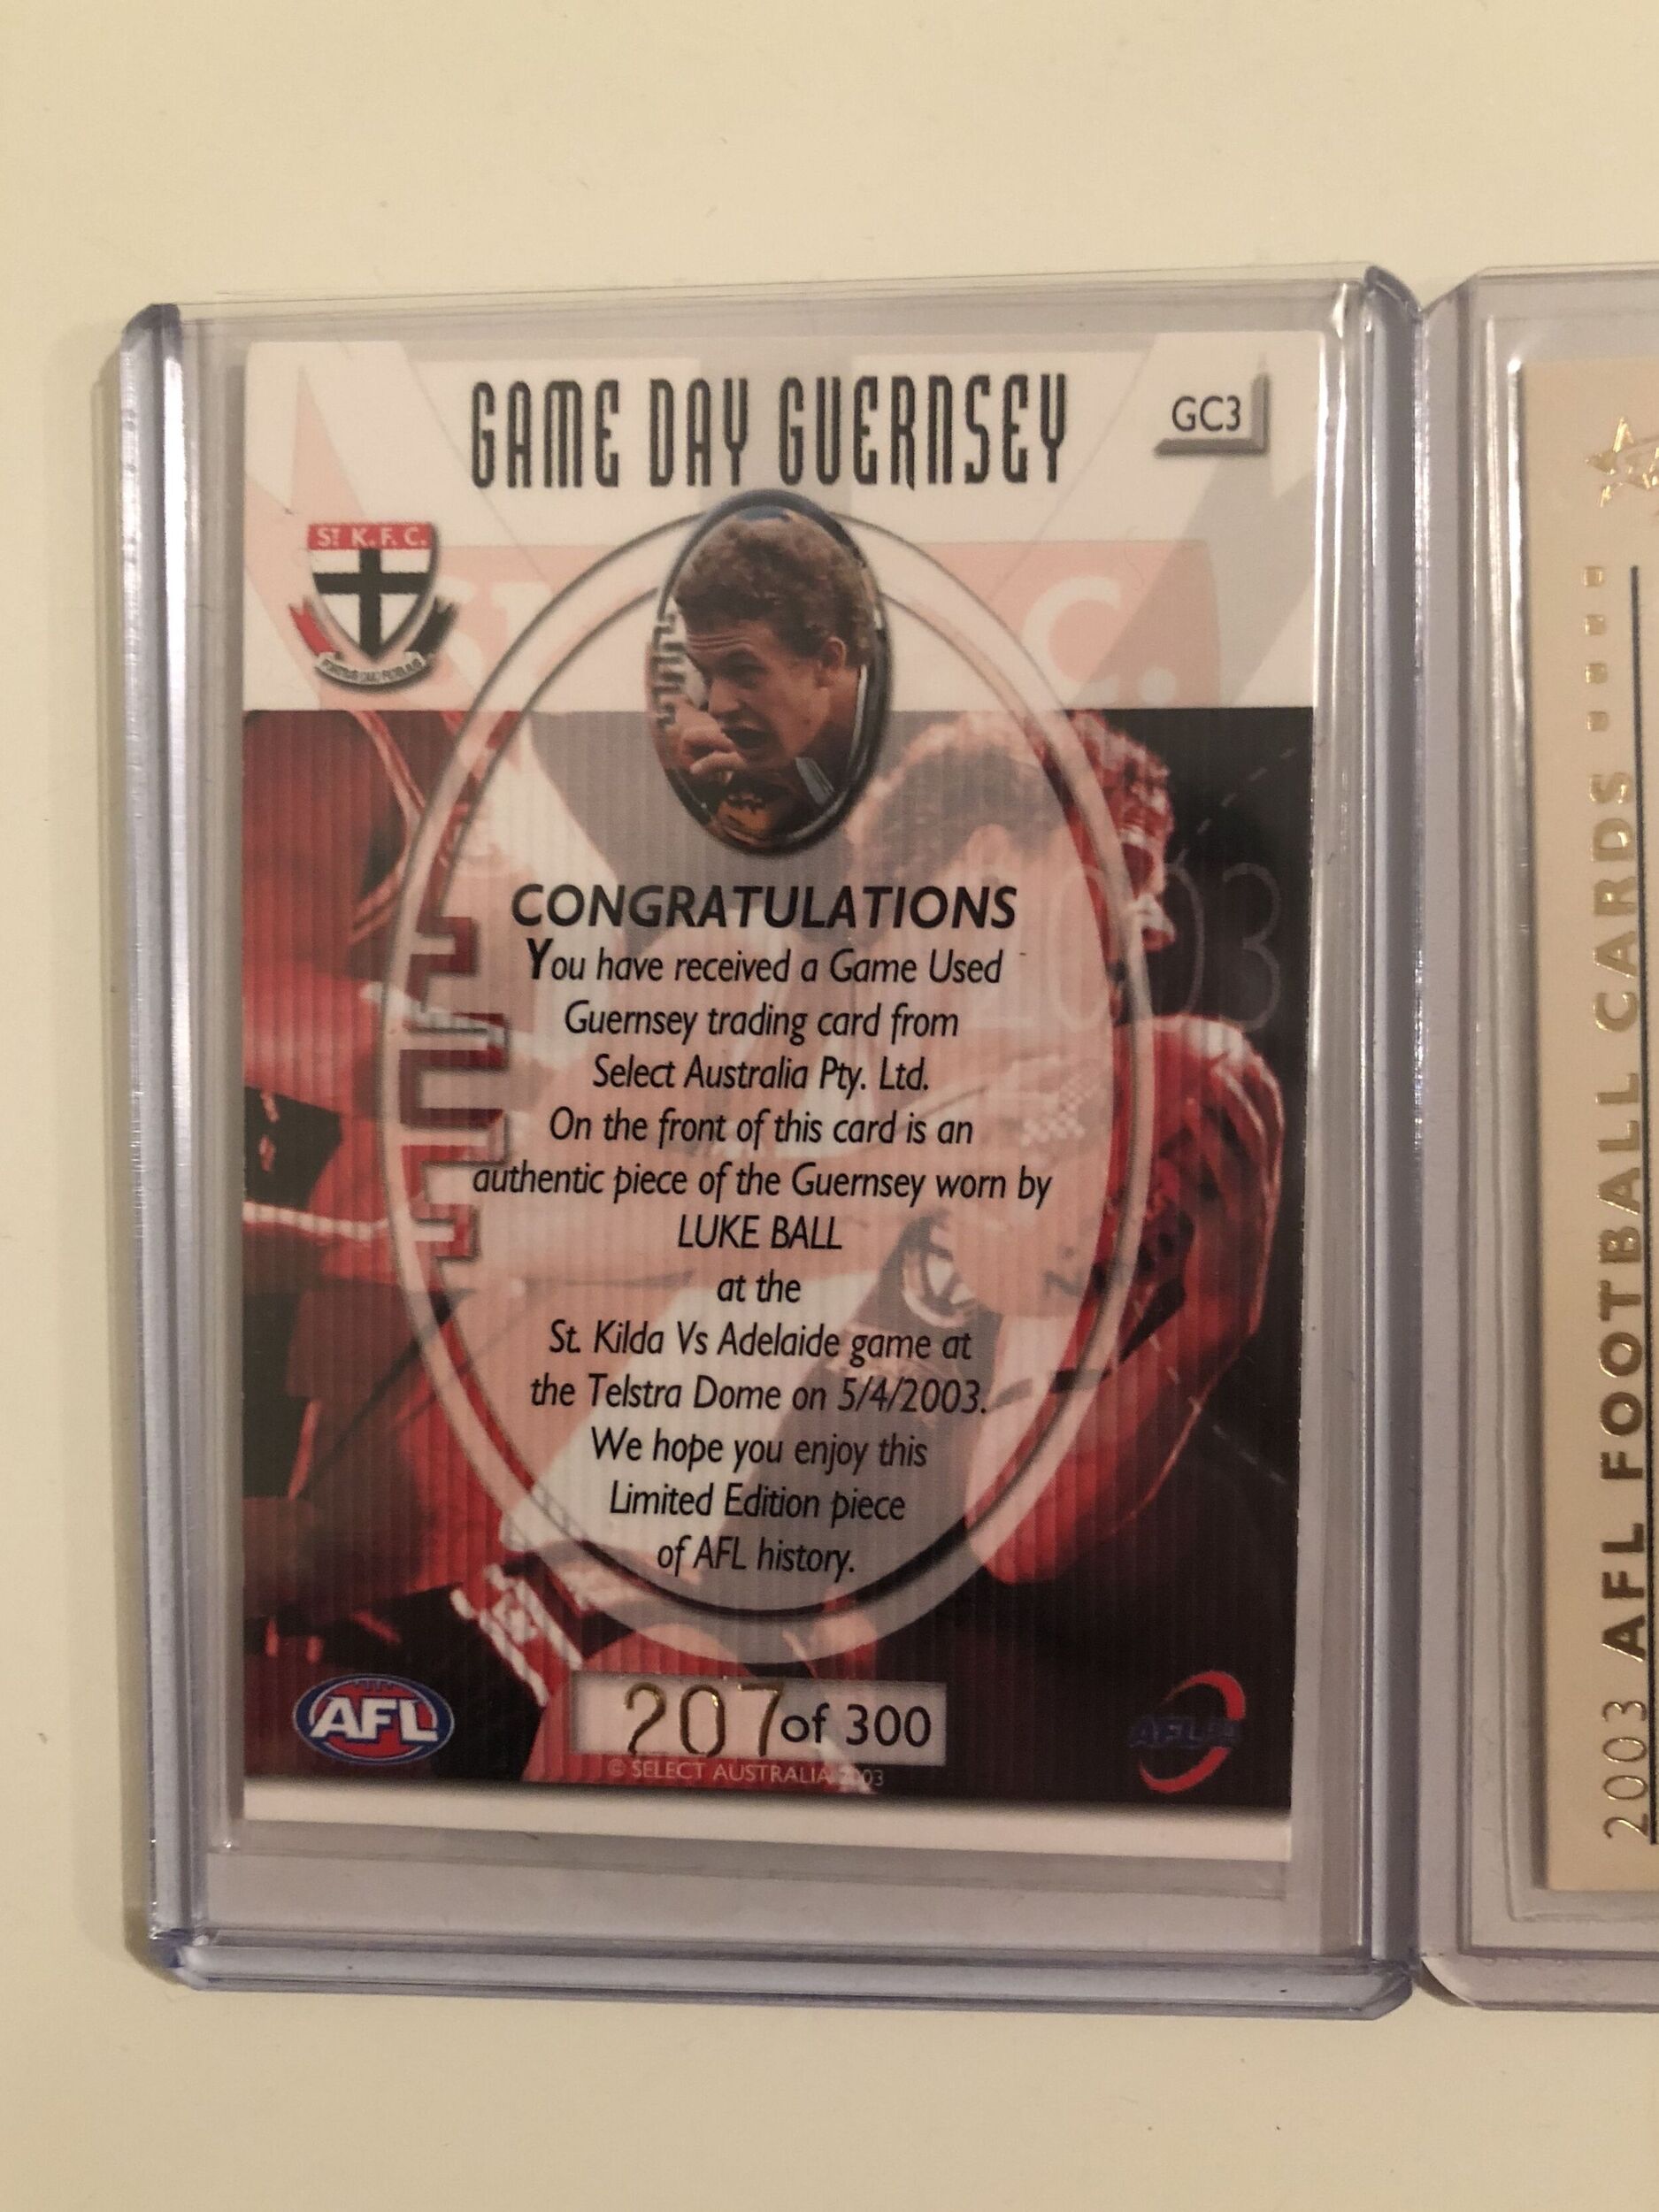 GAME DAY GUERNSEY
GC3
ST K. F. C.
CONGRATULATIONS
You have received a Game Used
Guernsey trading card from
Select Australia Pty. Ltd.
On the front of this card is an
authentic piece of the Guernsey worn by
LUKE BALL
at the
St. Kilda Vs Adelaide game at
the Telstra Dome on 5/4/2003.
We hope you enjoy this
Limited Edition piece
of AFL history.
AFL
207 of 300
© SELECT AUSTRALIA 2003
2003 AFL FOOTBALL CARDS